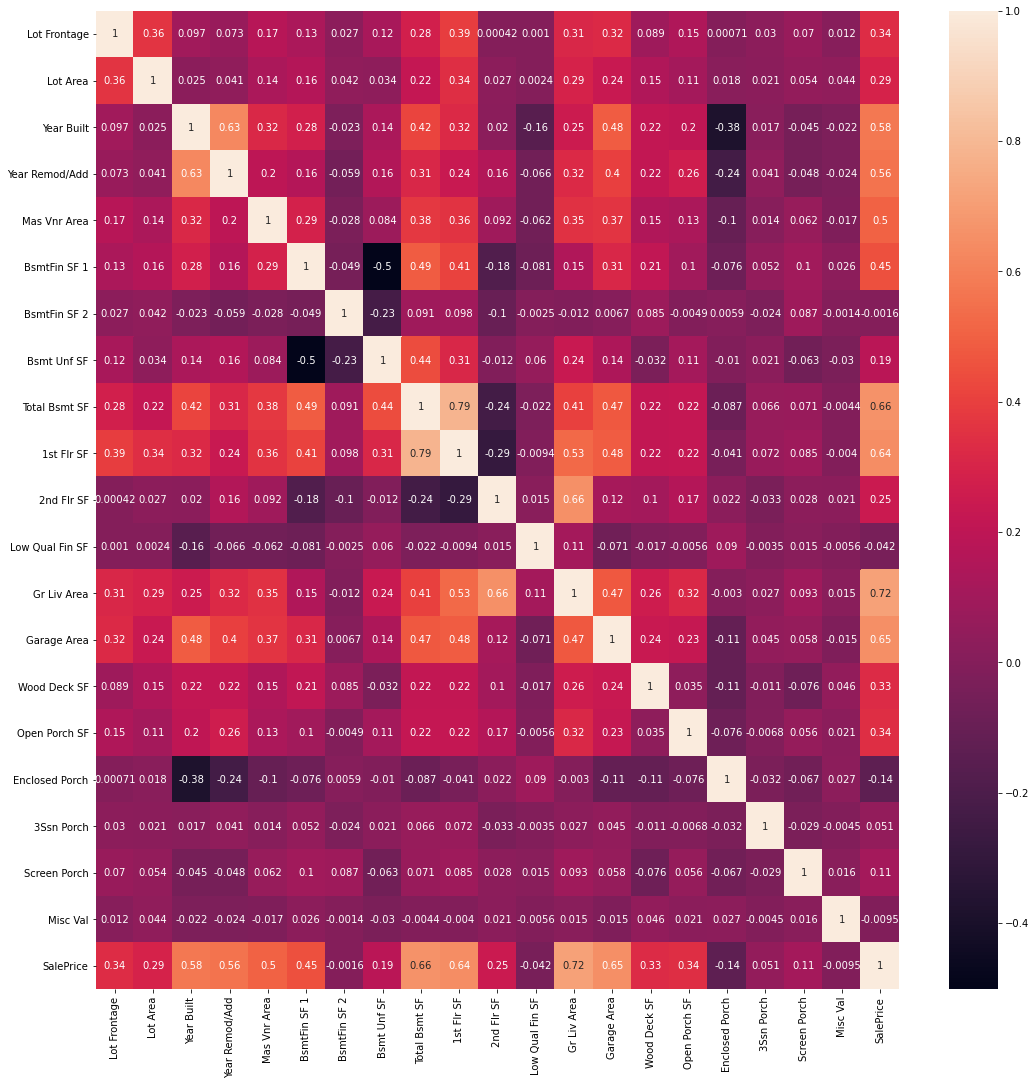 Lot Frontage 1 0.36 0.097 0.073 0.17 0.13 0.027 0.12 0.28 0.39 0.00042 0.001 0.31 0.32 0.089 0.15 0.00071 0.03 0.07 0.012 0.34
Lot Area 0.36 1 0.025 0.041 0.14 0.16 0.042 0.034 0.22 0.34 0.027 0.0024 0.29 0.24 0.15 0.11 0.018 0.021 0.054 0.044 0.29
Year Built 0.097 0.025 1 0.63 0.32 0.28 -0.023 0.14 0.42 0.32 0.02 -0.16 0.25 0.48 0.22 0.2 -0.38 0.017 -0.045 -0.022 0.58
Year Remod/Add 0.073 0.041 0.63 1 0.2 0.16 -0.059 0.16 0.31 0.24 0.16 -0.066 0.32 0.4 0.22 0.26 -0.24 0.041 -0.048 -0.024 0.56
Mas Vnr Area 0.17 0.14 0.32 0.2 1 0.29 -0.028 0.084 0.38 0.36 0.092 -0.062 0.35 0.37 0.15 0.13 -0.1 0.014 0.062 -0.017 0.5
BsmtFin SF 1 0.13 0.16 0.28 0.16 0.29 1 -0.049 -0.5 0.49 0.41 -0.18 -0.081 0.15 0.31 0.21 0.1 -0.076 0.052 0.1 0.026 0.45
BsmtFin SF 2 0.027 0.042 -0.023 -0.059 -0.028 -0.049 1 -0.23 0.091 0.098 -0.1 -0.0025 -0.012 0.0067 0.085 -0.0049 0.0059 -0.024 0.087 -0.0014 -0.0016
Bsmt Unf SF 0.12 0.034 0.14 0.16 0.084 -0.5 -0.23 1 0.44 0.31 -0.012 0.06 0.24 0.14 -0.032 0.11 -0.01 0.021 -0.063 -0.03 0.19
Total Bsmt SF 0.28 0.22 0.42 0.31 0.38 0.49 0.091 0.44 1 0.79 -0.24 -0.022 0.41 0.47 0.22 0.22 -0.087 0.066 0.071 -0.0044 0.66
1st Flr SF 0.39 0.34 0.32 0.24 0.36 0.41 0.098 0.31 0.79 1 -0.29 -0.0094 0.53 0.48 0.22 0.22 -0.041 0.072 0.085 -0.004 0.64
2nd Flr SF 0.00042 0.027 0.02 0.16 0.092 -0.18 -0.1 -0.012 -0.24 -0.29 1 0.015 0.66 0.12 0.1 0.17 0.022 -0.033 0.028 0.021 0.25
Low Qual Fin SF 0.001 0.0024 -0.16 -0.066 -0.062 -0.081 -0.0025 0.06 -0.022 -0.0094 0.015 1 0.11 -0.071 -0.017 -0.0056 0.09 -0.0035 0.015 -0.0056 -0.042
Gr Liv Area 0.31 0.29 0.25 0.32 0.35 0.15 -0.012 0.24 0.41 0.53 0.66 0.11 1 0.47 0.26 0.32 -0.003 0.027 0.093 0.015 0.72
Garage Area 0.32 0.24 0.48 0.4 0.37 0.31 0.0067 0.14 0.47 0.48 0.12 -0.071 0.47 1 0.24 0.23 -0.11 0.045 0.058 -0.015 0.65
Wood Deck SF 0.089 0.15 0.22 0.22 0.15 0.21 0.085 -0.032 0.22 0.22 0.1 -0.017 0.26 0.24 1 0.035 -0.11 -0.011 -0.076 0.046 0.33
Open Porch SF 0.15 0.11 0.2 0.26 0.13 0.1 -0.0049 0.11 0.22 0.22 0.17 -0.0056 0.32 0.23 0.035 1 -0.076 -0.0068 0.056 0.021 0.34
Enclosed Porch 0.00071 0.018 -0.38 -0.24 -0.1 -0.076 0.0059 -0.01 -0.087 -0.041 0.022 0.09 -0.003 -0.11 -0.11 -0.076 1 -0.032 -0.067 0.027 -0.14
3Ssn Porch 0.03 0.021 0.017 0.041 0.014 0.052 -0.024 0.021 0.066 0.072 -0.033 -0.0035 0.027 0.045 -0.011 -0.0068 -0.032 1 -0.029 -0.0045 0.051
Screen Porch 0.07 0.054 -0.045 -0.048 0.062 0.1 0.087 -0.063 0.071 0.085 0.028 0.015 0.093 0.058 -0.076 0.056 -0.067 -0.029 1 0.016 0.11
Misc Val 0.012 0.044 -0.022 -0.024 -0.017 0.026 -0.0014 -0.03 -0.0044 -0.004 0.021 -0.0056 0.015 -0.015 0.046 0.021 0.027 -0.0045 0.016 1 -0.0095
SalePrice 0.34 0.29 0.58 0.56 0.5 0.45 -0.0016 0.19 0.66 0.64 0.25 -0.042 0.72 0.65 0.33 0.34 -0.14 0.051 0.11 -0.0095 1
Lot Frontage
Lot Area
Year Built
Year Remod/Add
Mas Vnr Area
BsmtFin SF 1
BsmtFin SF 2
Bsmt Unf SF
Total Bsmt SF
1st Flr SF
2nd Flr SF
Low Qual Fin SF
Gr Liv Area
Garage Area
Wood Deck SF
Open Porch SF
Enclosed Porch
3Ssn Porch
Screen Porch
Misc Val
SalePrice
1.0
0.8
0.6
0.4
0.2
0.0
−0.2
−0.4